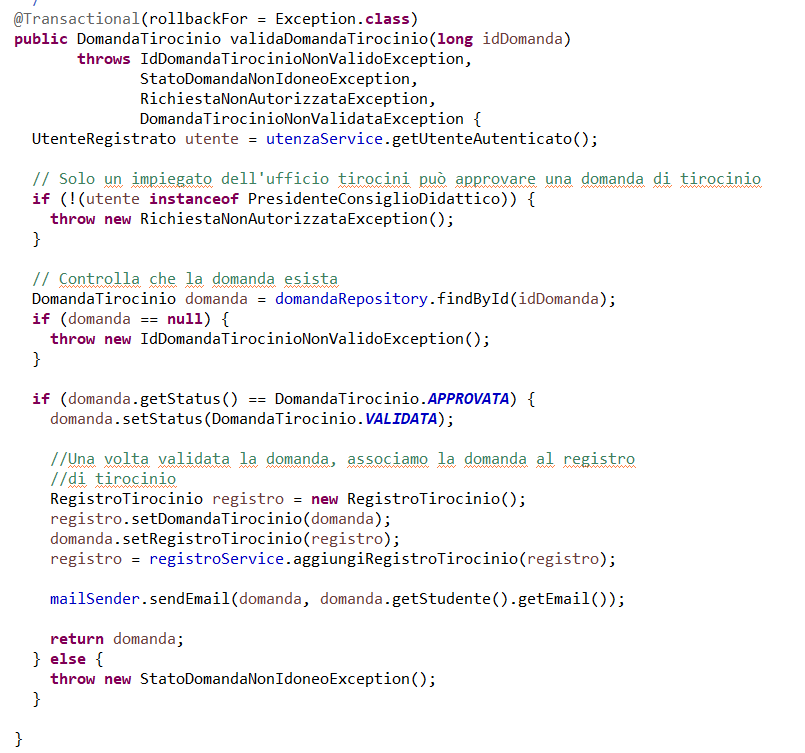 @Transactional(rollbackFor = Exception.class)
public DomandaTirocinio validaDomandaTirocinio(long idDomanda)
throws IdDomandaTirocinioNonValidoException,
StatoDomandaNonIdoneoException,
RichiestaNonAutorizzataException,
DomandaTirocinioNonValidataException {
UtenteRegistrato utente = utenzaService.getUtenteAutenticato();
// Solo un impiegato dell'ufficio tirocini può approvare una domanda di tirocinio
if (!(utente instanceof PresidenteConsiglioDidattico)) {
throw new RichiestaNonAutorizzataException();
}
// Controlla che la domanda esista
DomandaTirocinio domanda = domandaRepository.findById(idDomanda);
if (domanda == null) {
throw new IdDomandaTirocinioNonValidoException();
}
if (domanda.getStatus() == DomandaTirocinio.APPROVATA) {
domanda.setStatus(DomandaTirocinio.VALIDATA);
//Una volta validata la domanda, associamo la domanda al registro
//di tirocinio
RegistroTirocinio registro = new RegistroTirocinio();
registro.setDomandaTirocinio(domanda);
domanda.setRegistroTirocinio(registro);
registro = registroService.aggiungiRegistroTirocinio(registro);
mailSender.sendEmail(domanda, domanda.getStudente().getEmail());
return domanda;
} else {
throw new StatoDomandaNonIdoneoException();
}
}